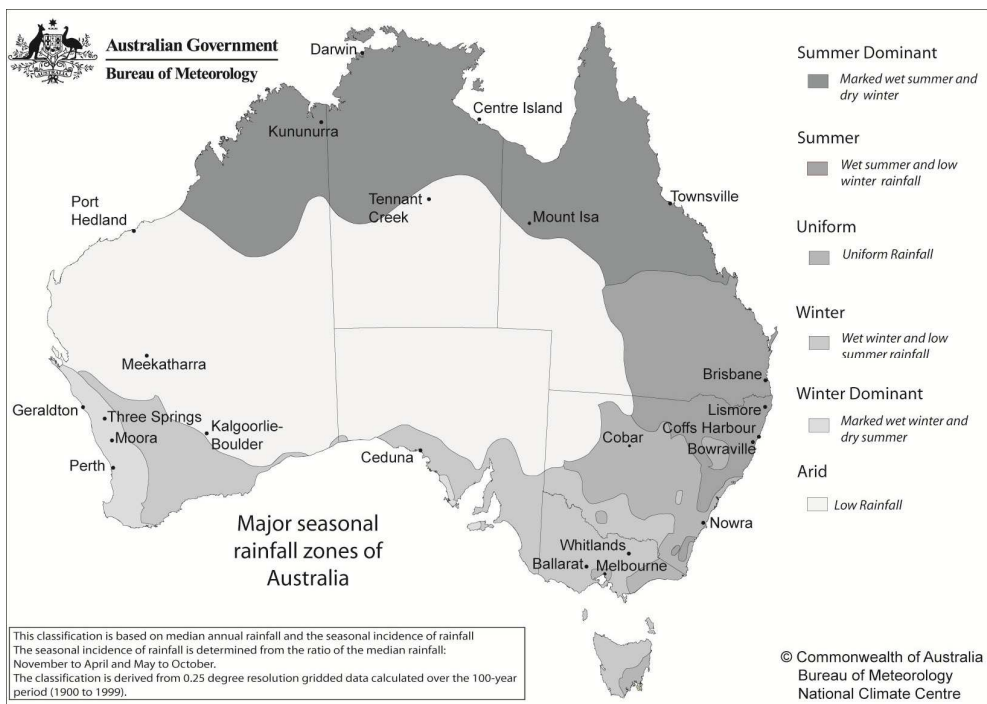 Australian Government
Bureau of Meteorology
Darwin
Centre Island
Kununurra
Tennant
Creek
Townsville
Mount Isa
Port
Hedland
Meekatharra
Brisbane
Geraldton
Three Springs
Moora
Kalgoorlie-
Boulder
Perth
Ceduna
Cobar
Lismore
Coffs Harbour
Bowraville
Nowra
Whitlands
Ballarat
Melbourne
Major seasonal
rainfall zones of
Australia
Summer Dominant
Marked wet summer and
dry winter
Summer
Wet summer and low
winter rainfall
Uniform
Uniform Rainfall
Winter
Wet winter and low
summer rainfall
Winter Dominant
Marked wet winter and
dry summer
Arid
Low Rainfall
This classification is based on median annual rainfall and the seasonal incidence of rainfall
The seasonal incidence of rainfall is determined from the ratio of the median rainfall:
November to April and May to October.
The classification is derived from 0.25 degree resolution gridded data calculated over the 100-year
period (1900 to 1999).
© Commonwealth of Australia
Bureau of Meteorology
National Climate Centre